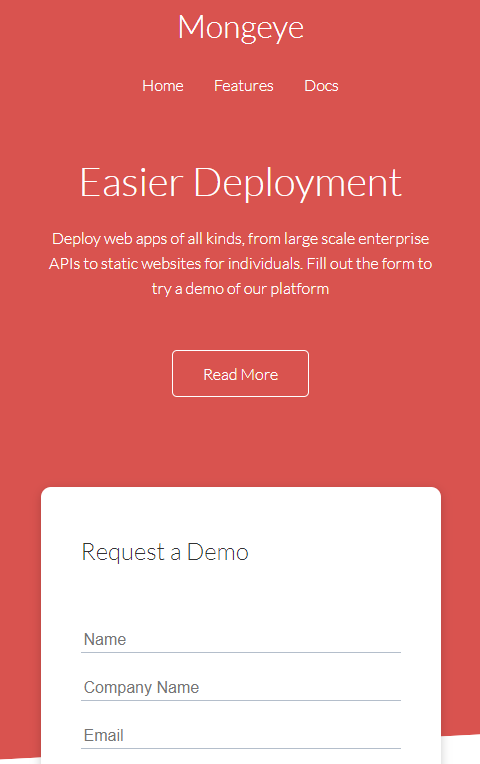 Mongeye
Home Features Docs
Easier Deployment
Deploy web apps of all kinds, from large scale enterprise
APIs to static websites for individuals. Fill out the form to
try a demo of our platform
Read More
Request a Demo
Name
Company Name
Email